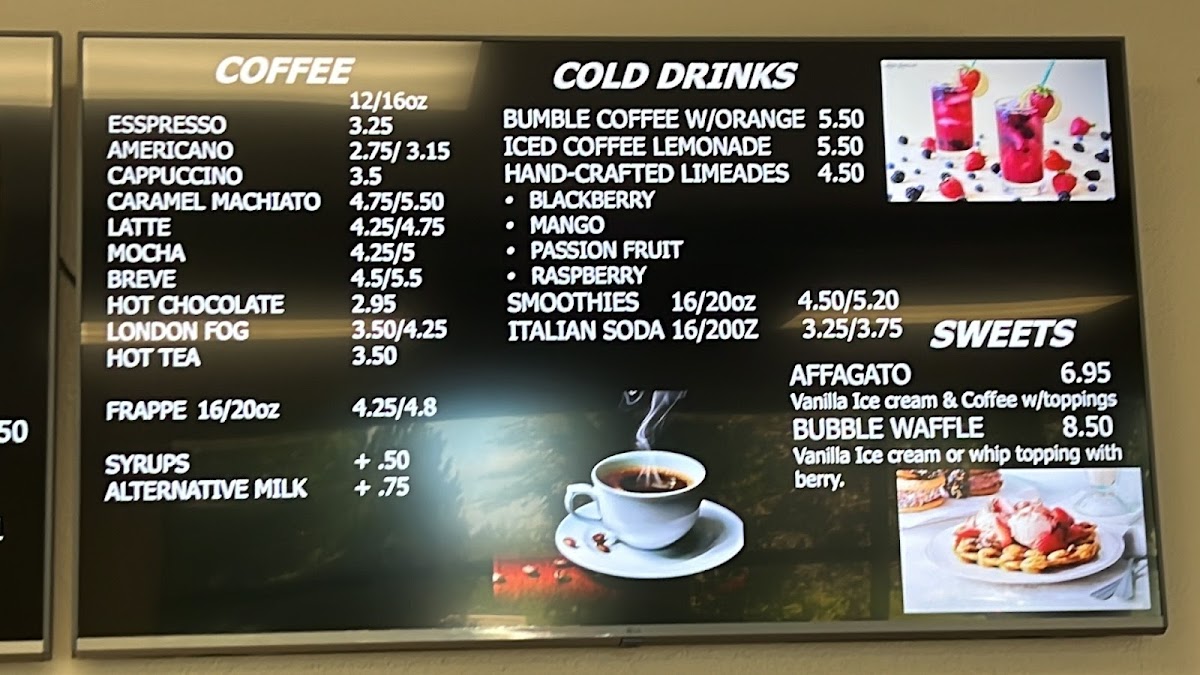 COFFEE
12/16oz
ESSPRESSO 3.25
AMERICANO 2.75/ 3.15
CAPPUCCINO 3.5
CARAMEL MACHIATO 4.75/5.50
LATTE 4.25/4.75
MOCHA 4.25/5
BREVE 4.5/5.5
HOT CHOCOLATE 2.95
LONDON FOG 3.50/4.25
HOT TEA 3.50
FRAPPE 16/20oz 4.25/4.8
SYRUPS + .50
ALTERNATIVE MILK + .75
COLD DRINKS
BUMBLE COFFEE W/ORANGE 5.50
ICED COFFEE LEMONADE 5.50
HAND-CRAFTED LIMEADES 4.50
• BLACKBERRY
• MANGO
• PASSION FRUIT
• RASPBERRY
SMOOTHIES 16/20oz 4.50/5.20
ITALIAN SODA 16/20OZ 3.25/3.75
SWEETS
AFFAGATO 6.95
Vanilla Ice cream & Coffee w/toppings
BUBBLE WAFFLE 8.50
Vanilla Ice cream or whip topping with
berry.
50
LG